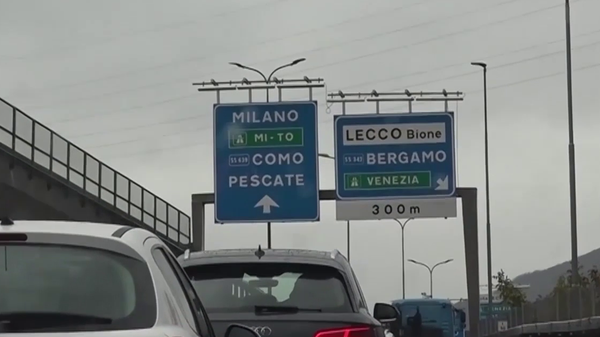 MILANO
MI-TO
SS 639 COMO
PESCATE
LECCO Bione
SS 342 BERGAMO
VENEZIA
300 m